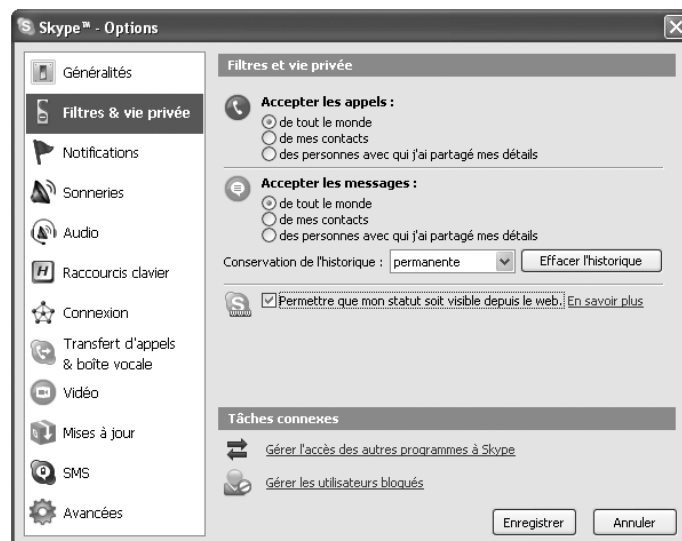 Skype™ - Options
Généralités
Filtres & vie privée
Notifications
Sonneries
Audio
H Raccourcis clavier
Connexion
Transfert d'appels
& boîte vocale
Vidéo
Mises à jour
SMS
Avancées
Filtres et vie privée
Accepter les appels :
de tout le monde
de mes contacts
des personnes avec qui j'ai partagé mes détails
Accepter les messages :
de tout le monde
de mes contacts
des personnes avec qui j'ai partagé mes détails
Conservation de l'historique : permanente Effacer l'historique
Permettre que mon statut soit visible depuis le web. En savoir plus
Tâches connexes
Gérer l'accès des autres programmes à Skype
Gérer les utilisateurs bloqués
Enregistrer Annuler